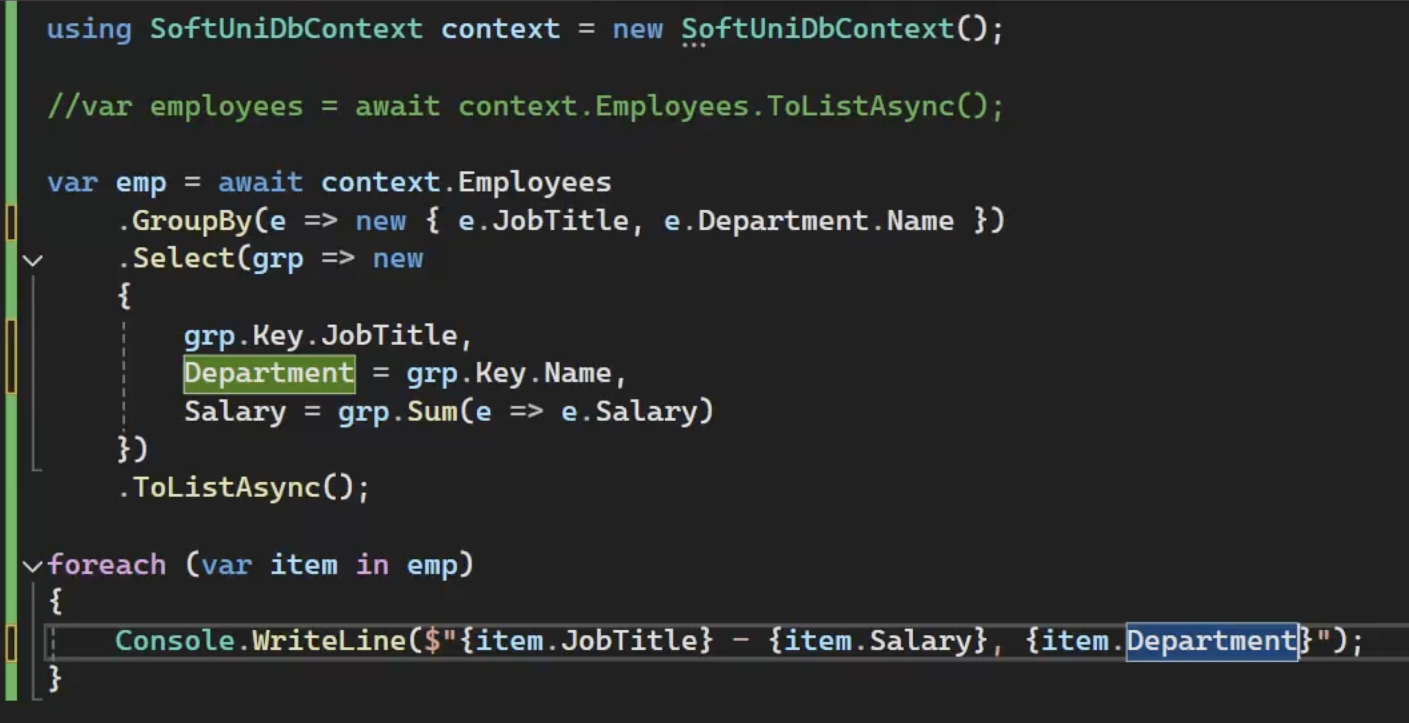 using SoftUniDbContext context = new SoftUniDbContext();
//var employees = await context.Employees.ToListAsync();
var emp = await context.Employees
.GroupBy(e => new { e.JobTitle, e.Department.Name })
.Select(grp => new
{
grp.Key.JobTitle,
Department = grp.Key.Name,
Salary = grp.Sum(e => e.Salary)
})
.ToListAsync();
foreach (var item in emp)
{
Console.WriteLine($"{item.JobTitle} - {item.Salary}, {item.Department}");
}